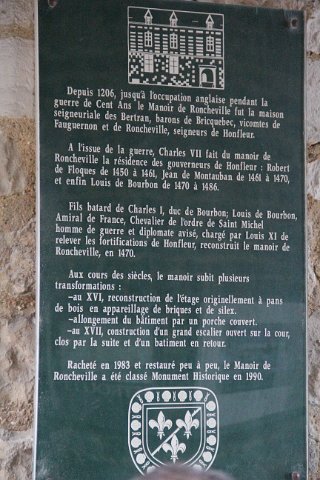 Depuis 1206, jusqu'à l'occupation anglaise pendant la
guerre de Cent Ans le Manoir de Roncheville fut la maison
seigneuriale des Bertran, barons de Bricquebec, vicomtes de
Fauguernon et de Roncheville, seigneurs de Honfleur.
A l'issue de la guerre, Charles VII fait du manoir de
Roncheville la résidence des gouverneurs de Honfleur : Robert
de Floques de 1450 à 1461, Jean de Montauban de 1461 à 1470,
et enfin Louis de Bourbon de 1470 à 1486.
Fils batard de Charles I, duc de Bourbon; Louis de Bourbon,
Amiral de France, Chevalier de l'ordre de Saint Michel
homme de guerre et diplomate avisé, chargé par Louis XI de
relever les fortifications de Honfleur, reconstruit le manoir de
Roncheville, en 1470.
Aux cours des siècles, le manoir subit plusieurs
transformations :
-au XVI, reconstruction de l'étage originellement à pans
de bois en appareillage de briques et de silex.
-allongement du bâtiment par un porche couvert.
-au XVII, construction d'un grand escalier ouvert sur la cour,
clos par la suite et d'un batiment en retour.
Racheté en 1983 et restauré peu à peu, le Manoir de
Roncheville a été classé Monument Historique en 1990.